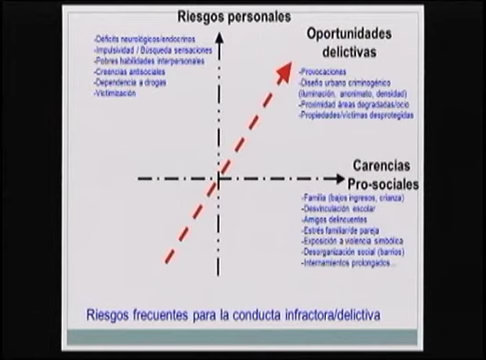 Riesgos personales
-Déficits neurológicos/endocrinos
-Impulsividad / Búsqueda sensaciones
-Pobres habilidades interpersonales
-Creencias antisociales
-Dependencia a drogas
-Victimización
Oportunidades
delictivas
-Provocaciones
-Diseño urbano criminogénico
(iluminación, anonimato, densidad)
-Proximidad áreas degradadas/ocio
-Propiedades/víctimas desprotegidas
Carencias
Pro-sociales
-Familia (bajos ingresos, crianza)
-Desvinculación escolar
-Amigos delincuentes
-Estrés familiar/de pareja
-Exposición a violencia simbólica
-Desorganización social (barrios)
-Internamientos prolongados...
Riesgos frecuentes para la conducta infractora/delictiva